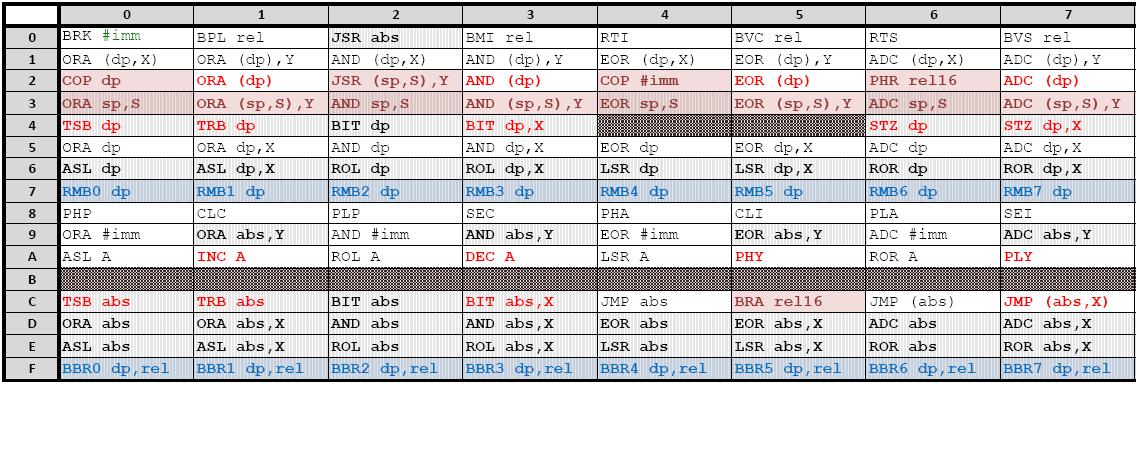 0 1 2 3 4 5 6 7
0 BRK #imm BPL rel JSR abs BMI rel RTI BVC rel RTS BVS rel
1 ORA (dp,X) ORA (dp),Y AND (dp,X) AND (dp),Y EOR (dp,X) EOR (dp),Y ADC (dp,X) ADC (dp),Y
2 COP dp ORA (dp) JSR (sp,S),Y AND (dp) COP #imm EOR (dp) PHR rel16 ADC (dp)
3 ORA sp,S ORA (sp,S),Y AND sp,S AND (sp,S),Y EOR sp,S EOR (sp,S),Y ADC sp,S ADC (sp,S),Y
4 TSB dp TRB dp BIT dp BIT dp,X STZ dp STZ dp,X
5 ORA dp ORA dp,X AND dp AND dp,X EOR dp EOR dp,X ADC dp ADC dp,X
6 ASL dp ASL dp,X ROL dp ROL dp,X LSR dp LSR dp,X ROR dp ROR dp,X
7 RMB0 dp RMB1 dp RMB2 dp RMB3 dp RMB4 dp RMB5 dp RMB6 dp RMB7 dp
8 PHP CLC PLP SEC PHA CLI PLA SEI
9 ORA #imm ORA abs,Y AND #imm AND abs,Y EOR #imm EOR abs,Y ADC #imm ADC abs,Y
A ASL A INC A ROL A DEC A LSR A PHY ROR A PLY
B
C TSB abs TRB abs BIT abs BIT abs,X JMP abs BRA rel16 JMP (abs) JMP (abs,X)
D ORA abs ORA abs,X AND abs AND abs,X EOR abs EOR abs,X ADC abs ADC abs,X
E ASL abs ASL abs,X ROL abs ROL abs,X LSR abs LSR abs,X ROR abs ROR abs,X
F BBR0 dp,rel BBR1 dp,rel BBR2 dp,rel BBR3 dp,rel BBR4 dp,rel BBR5 dp,rel BBR6 dp,rel BBR7 dp,rel